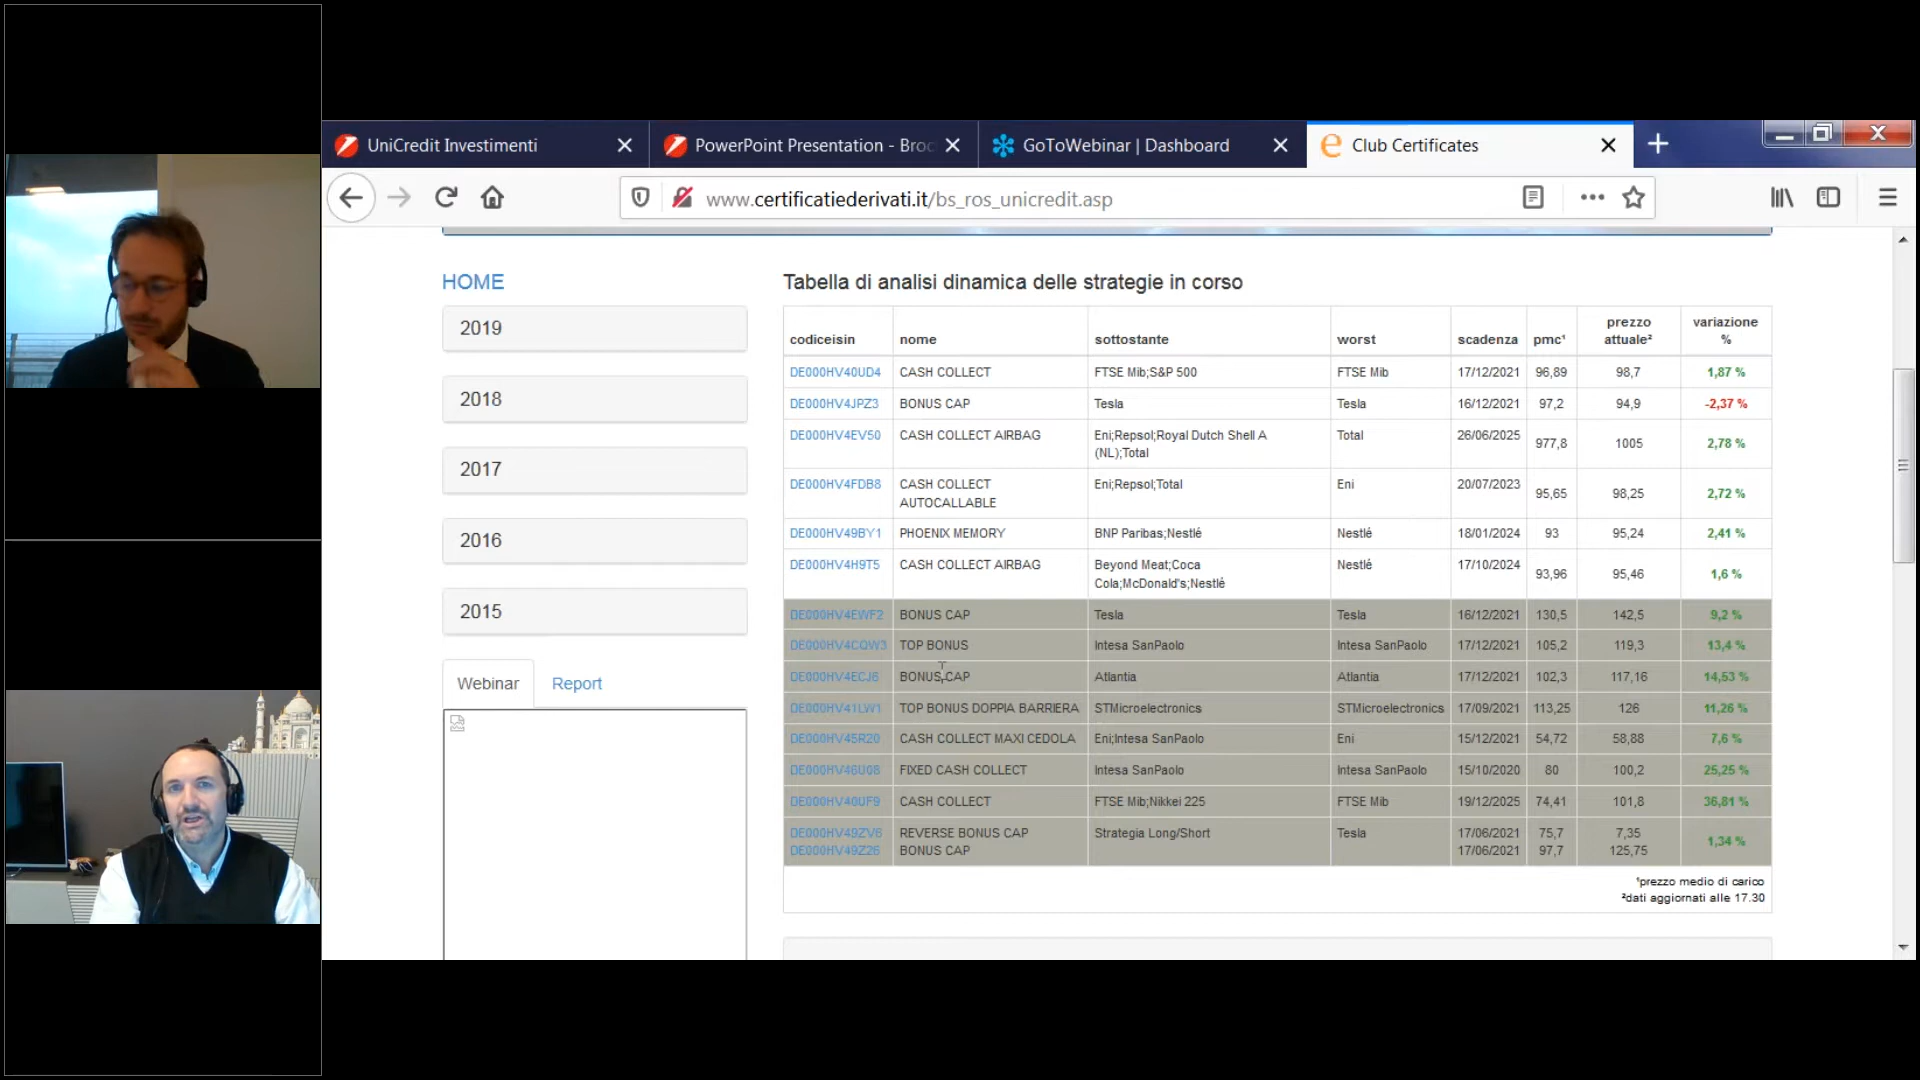 UniCredit Investimenti
PowerPoint Presentation - Broc
GoToWebinar | Dashboard
Club Certificates
www.certificatiederivati.it/bs_ros_unicredit.asp
HOME
2019
2018
2017
2016
2015
Webinar Report
Tabella di analisi dinamica delle strategie in corso
codiceisin nome sottostante worst scadenza pmc¹ prezzo attuale² variazione %
DE000HV40UD4 CASH COLLECT FTSE Mib;S&P 500 FTSE Mib 17/12/2021 96,89 98,7 1,87 %
DE000HV4JPZ3 BONUS CAP Tesla Tesla 16/12/2021 97,2 94,9 -2,37 %
DE000HV4EV50 CASH COLLECT AIRBAG Eni;Repsol;Royal Dutch Shell A
(NL);Total Total 26/06/2025 977,8 1005 2,78 %
DE000HV4FDB8 CASH COLLECT
AUTOCALLABLE Eni;Repsol;Total Eni 20/07/2023 95,65 98,25 2,72 %
DE000HV49BY1 PHOENIX MEMORY BNP Paribas;Nestlé Nestlé 18/01/2024 93 95,24 2,41 %
DE000HV4H9T5 CASH COLLECT AIRBAG Beyond Meat;Coca
Cola;McDonald's;Nestlé Nestlé 17/10/2024 93,96 95,46 1,6 %
DE000HV4EWF2 BONUS CAP Tesla Tesla 16/12/2021 130,5 142,5 9,2 %
DE000HV4CQW3 TOP BONUS Intesa SanPaolo Intesa SanPaolo 17/12/2021 105,2 119,3 13,4 %
DE000HV4ECJ6 BONUS CAP Atlantia Atlantia 17/12/2021 102,3 117,16 14,53 %
DE000HV41LW1 TOP BONUS DOPPIA BARRIERA STMicroelectronics STMicroelectronics 17/09/2021 113,25 126 11,26 %
DE000HV45R20 CASH COLLECT MAXI CEDOLA Eni;Intesa SanPaolo Eni 15/12/2021 54,72 58,88 7,6 %
DE000HV46U08 FIXED CASH COLLECT Intesa SanPaolo Intesa SanPaolo 15/10/2020 80 100,2 25,25 %
DE000HV40UF9 CASH COLLECT FTSE Mib;Nikkei 225 FTSE Mib 19/12/2025 74,41 101,8 36,81 %
DE000HV49ZV6 REVERSE BONUS CAP Strategia Long/Short Tesla 17/06/2021 75,7 7,35 1,34 %
DE000HV49Z26 BONUS CAP 17/06/2021 97,7 125,75
¹prezzo medio di carico
²dati aggiornati alle 17.30